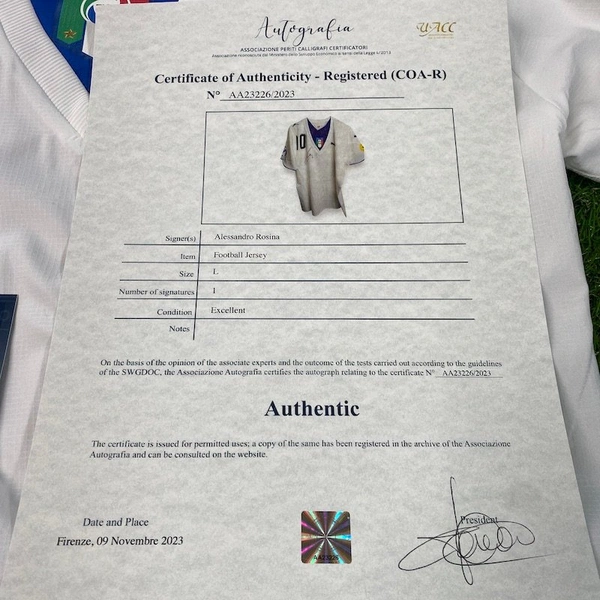 Autografia
UACC
ASSOCIAZIONE PERITI CALLIGRAFI CERTIFICATORI
Certificate of Authenticity - Registered (COA-R)
N° AA23226/2023
10
Signer(s) Alessandro Rosina
Item Football Jersey
Size L
Number of signatures 1
Condition Excellent
Notes
On the basis of the opinion of the associate experts and the outcome of the tests carried out according to the guidelines
of the SWGDOC, the Associazione Autografia certifies the autograph relating to the certificate N° AA23226/2023
Authentic
The certificate is issued for permitted uses; a copy of the same has been registered in the archive of the Associazione
Autografia and can be consulted on the website.
Date and Place
Firenze, 09 Novembre 2023
President
AA23226